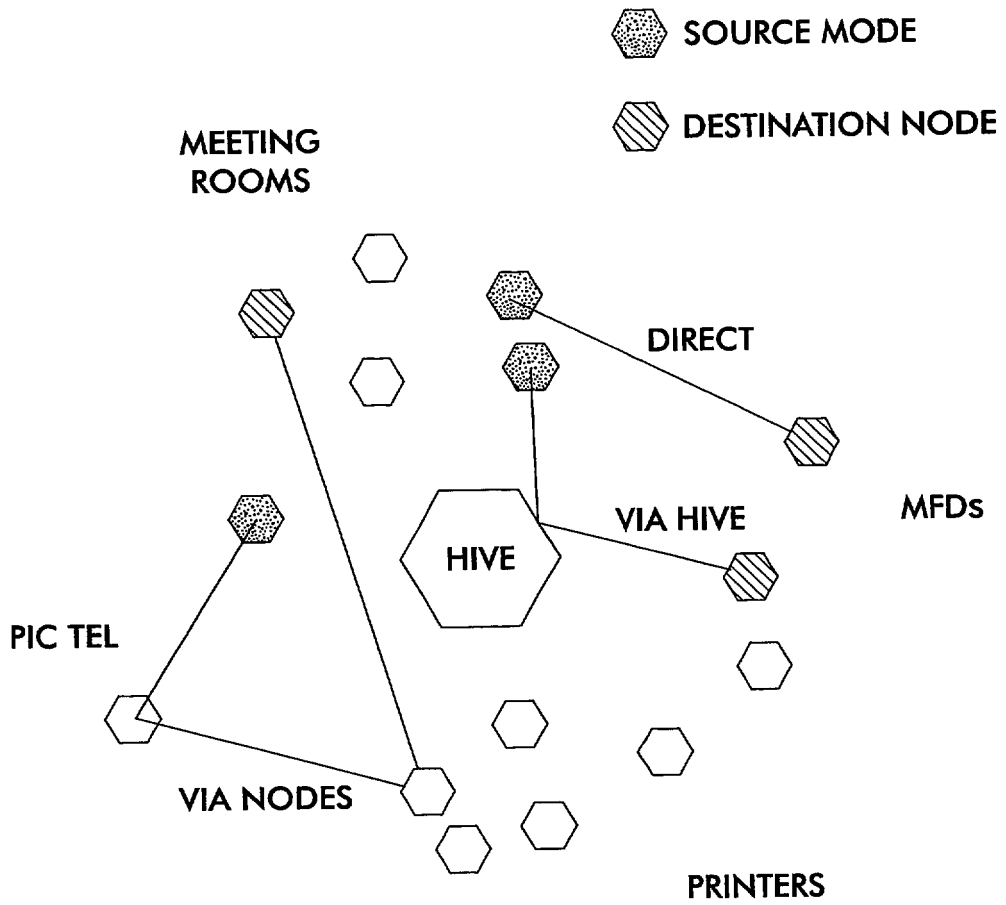 SOURCE MODE
DESTINATION NODE
MEETING
ROOMS
DIRECT
MFDs
VIA HIVE
HIVE
PIC TEL
VIA NODES
PRINTERS